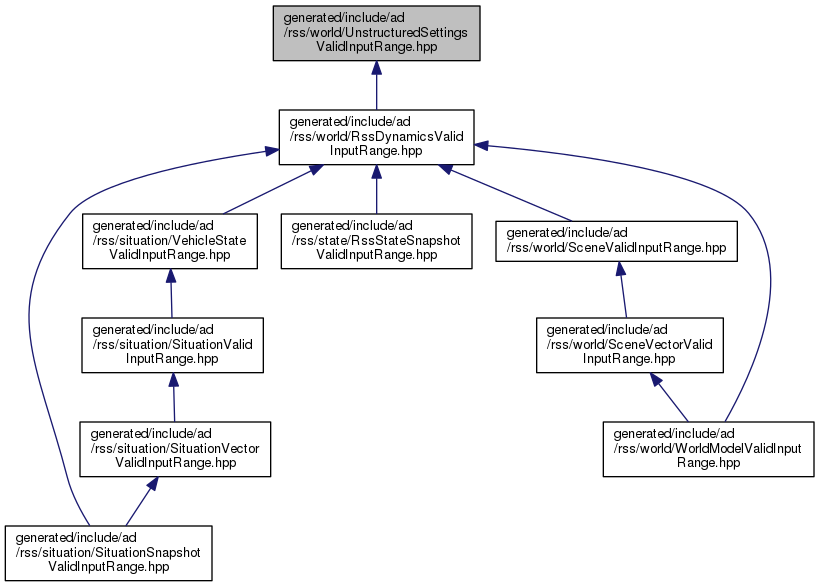 generated/include/ad
/rss/world/UnstructuredSettings
ValidInputRange.hpp
generated/include/ad
/rss/world/RssDynamicsValid
InputRange.hpp
generated/include/ad
/rss/situation/VehicleState
ValidInputRange.hpp
generated/include/ad
/rss/state/RssStateSnapshot
ValidInputRange.hpp
generated/include/ad
/rss/world/SceneValidInputRange.hpp
generated/include/ad
/rss/situation/SituationValid
InputRange.hpp
generated/include/ad
/rss/world/SceneVectorValid
InputRange.hpp
generated/include/ad
/rss/situation/SituationVector
ValidInputRange.hpp
generated/include/ad
/rss/world/WorldModelValidInput
Range.hpp
generated/include/ad
/rss/situation/SituationSnapshot
ValidInputRange.hpp